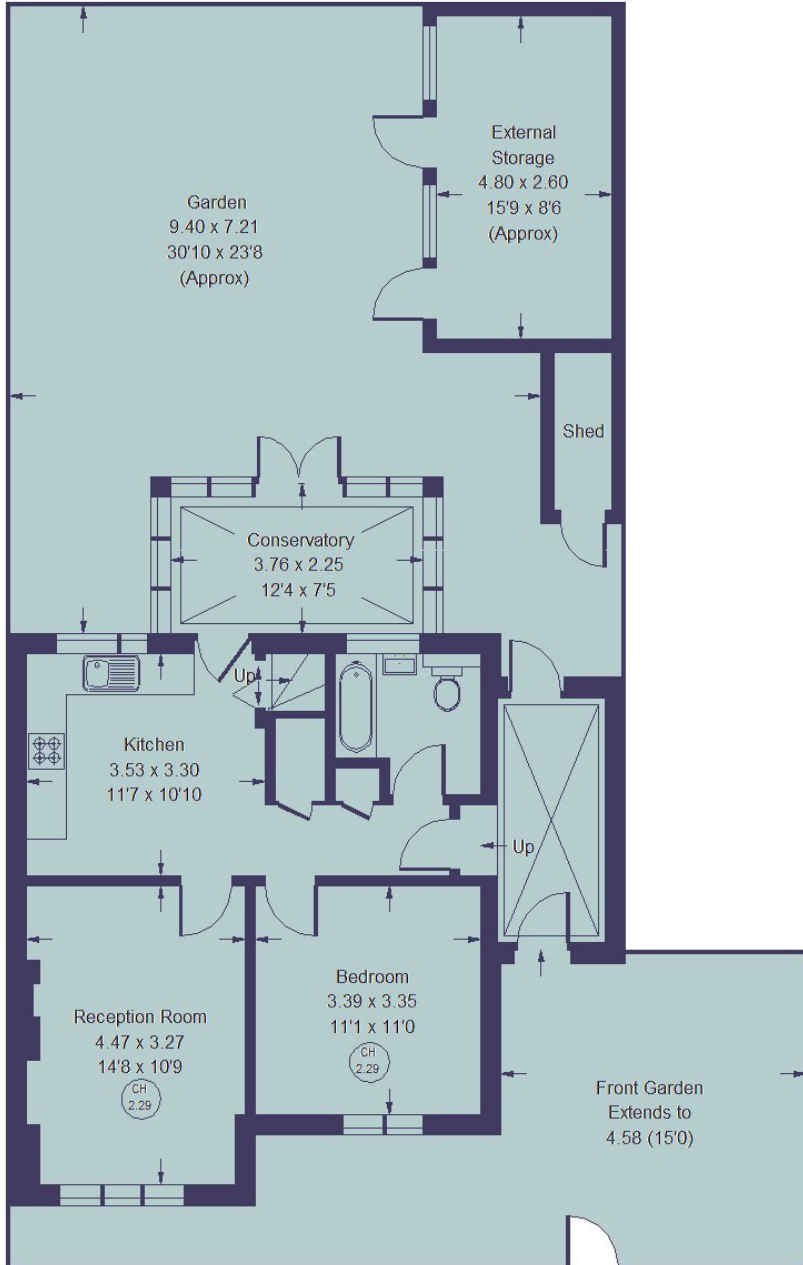 External
Storage
4.80 x 2.60
15'9 x 8'6
(Approx)
Garden
9.40 x 7.21
30'10 x 23'8
(Approx)
Shed
Conservatory
3.76 x 2.25
12'4 x 7'5
Up
Kitchen
3.53 x 3.30
11'7 x 10'10
Up
Bedroom
3.39 x 3.35
11'1 x 11'0
CH
2.29
Reception Room
4.47 x 3.27
14'8 x 10'9
CH
2.29
Front Garden
Extends to
4.58 (15'0)